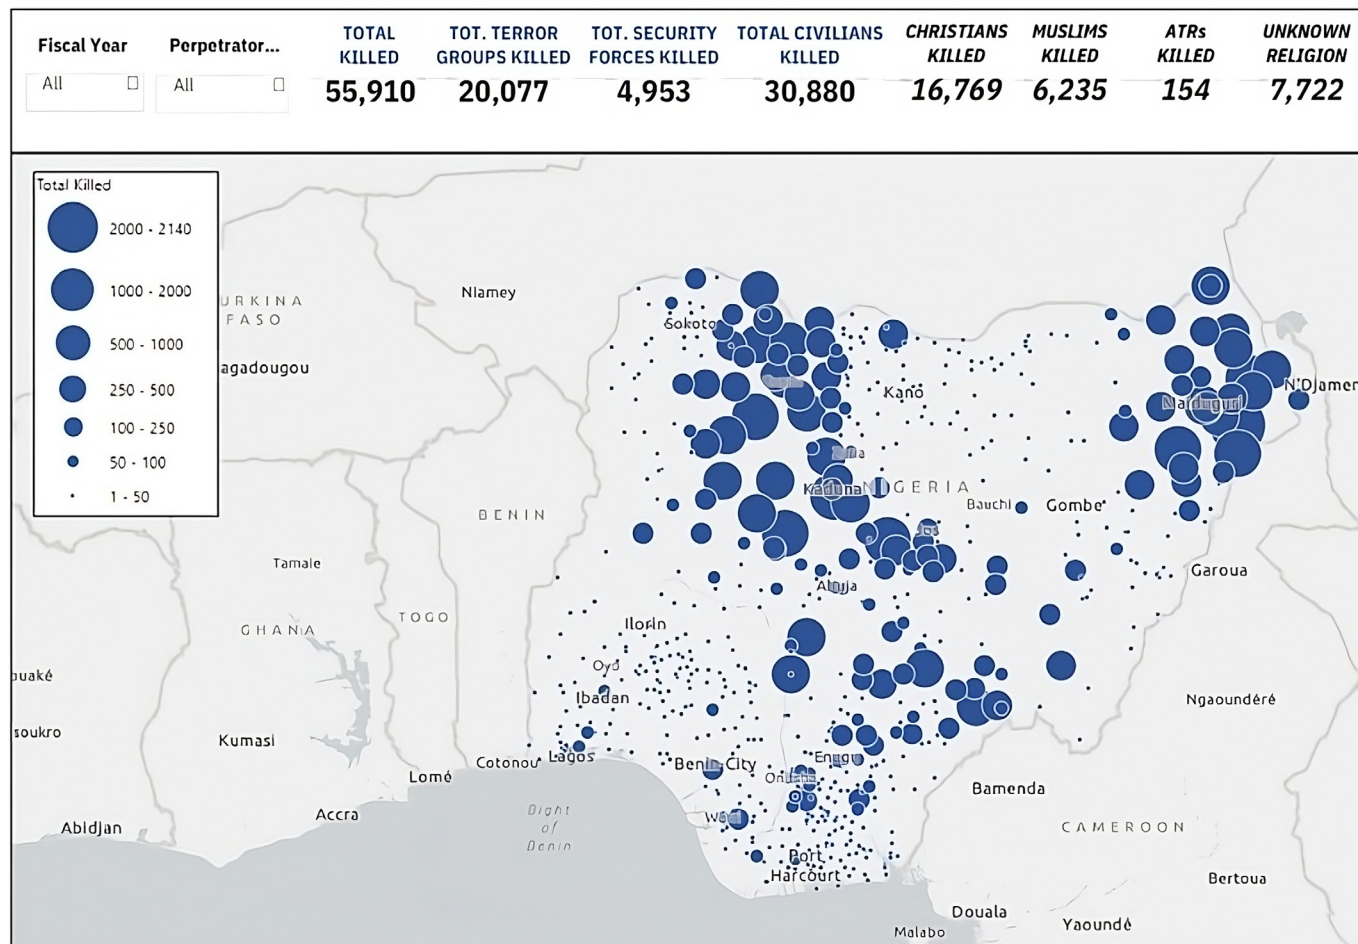 Fiscal Year
All
Perpetrator...
All
TOTAL
KILLED
55,910
TOT. TERROR
GROUPS KILLED
20,077
TOT. SECURITY
FORCES KILLED
4,953
TOTAL CIVILIANS
KILLED
30,880
CHRISTIANS
KILLED
16,769
MUSLIMS
KILLED
6,235
ATRs
KILLED
154
UNKNOWN
RELIGION
7,722
Total Killed
2000 - 2140
1000 - 2000
500 - 1000
250 - 500
100 - 250
50 - 100
1 - 50
URKINA
FASO
agadougou
Niamey
Sokoto
Kano
N'Djamen
Maiduguri
Kaduna
NIGERIA
Bauchi
Gombe
BENIN
Jos
Tamale
Abuja
Garoua
GHANA
TOGO
Ilorin
Oyo
Ibadan
ouaké
Ngaoundéré
soukro
Kumasi
Cotonou
Lagos
Benin-City
Enugu
Lomé
Bamenda
Accra
Bight
of
Benin
Abidjan
CAMEROON
Port
Harcourt
Bertoua
Douala
Yaoundé
Malabo